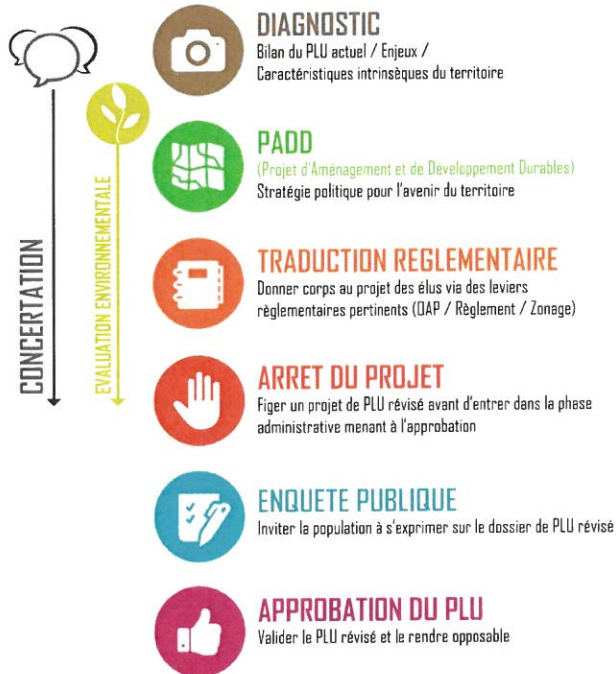 CONCERTATION
EVALUATION ENVIRONNEMENTALE
DIAGNOSTIC
Bilan du PLU actuel / Enjeux /
Caractéristiques intrinsèques du territoire
PADD
(Projet d'Aménagement et de Développement Durables)
Stratégie politique pour l'avenir du territoire
TRADUCTION REGLEMENTAIRE
Donner corps au projet des élus via des leviers
règlementaires pertinents (OAP / Règlement / Zonage)
ARRET DU PROJET
Figer un projet de PLU révisé avant d'entrer dans la phase
administrative menant à l'approbation
ENQUETE PUBLIQUE
Inviter la population à s'exprimer sur le dossier de PLU révisé
APPROBATION DU PLU
Valider le PLU révisé et le rendre opposable